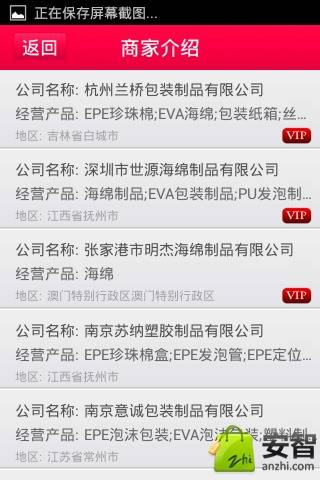 正在保存屏幕截图...
返回
商家介绍
公司名称: 杭州兰桥包装制品有限公司
经营产品: EPE珍珠棉;EVA海绵;包装纸箱;丝...
地区: 吉林省白城市
VIP
公司名称: 深圳市世源海绵制品有限公司
经营产品: 海绵制品;EVA包装制品;PU发泡制...
地区: 江西省抚州市
VIP
公司名称: 张家港市明杰海绵制品有限公司
经营产品: 海绵
地区: 澳门特别行政区澳门特别行政区
VIP
公司名称: 南京苏纳塑胶制品有限公司
经营产品: EPE珍珠棉盒;EPE发泡管;EPE定位...
地区: 江西省抚州市
公司名称: 南京意诚包装制品有限公司
经营产品: EPE泡沫包装;EVA泡沫包装;塑料制
地区: 江苏省常州市
zhi
安智
anzhi.com